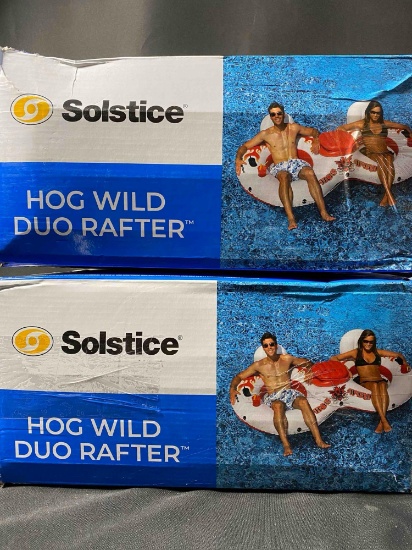 Solstice®
HOG WILD
DUO RAFTER™
Solstice®
HOG WILD
DUO RAFTER™